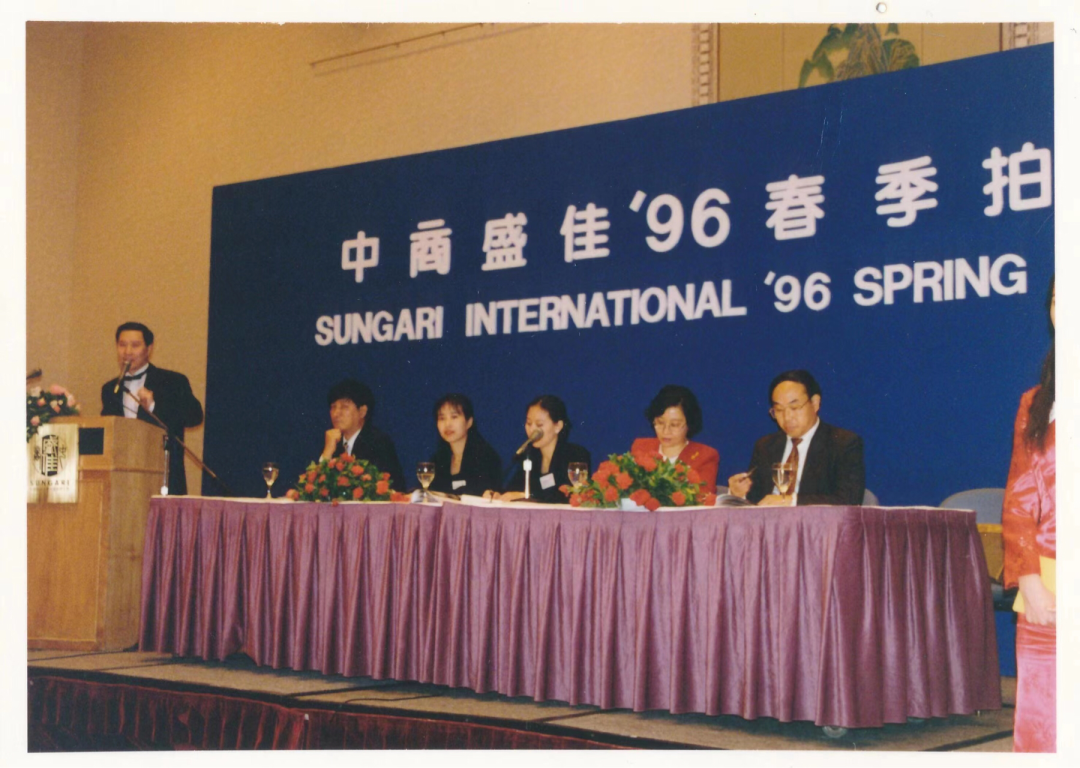 中商盛佳'96春季拍
SUNGARI INTERNATIONAL '96 SPRING
SUNGARI